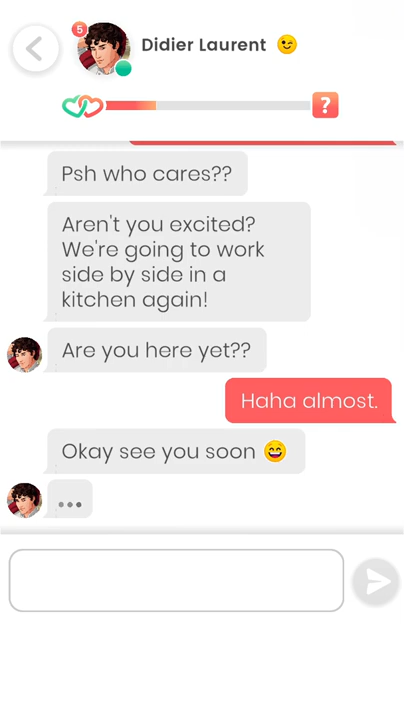 5
Didier Laurent 😉
?
Psh who cares??
Aren't you excited?
We're going to work
side by side in a
kitchen again!
Are you here yet??
Haha almost.
Okay see you soon 😄
...